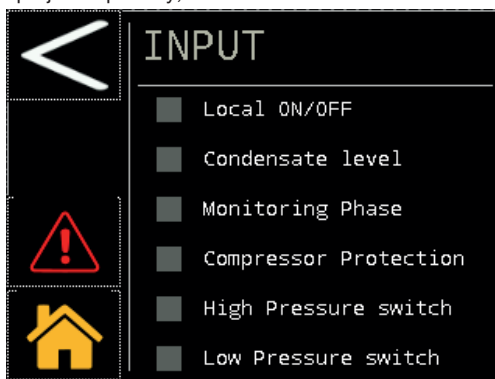 INPUT
Local ON/OFF
Condensate level
Monitoring Phase
Compressor Protection
High Pressure switch
Low Pressure switch